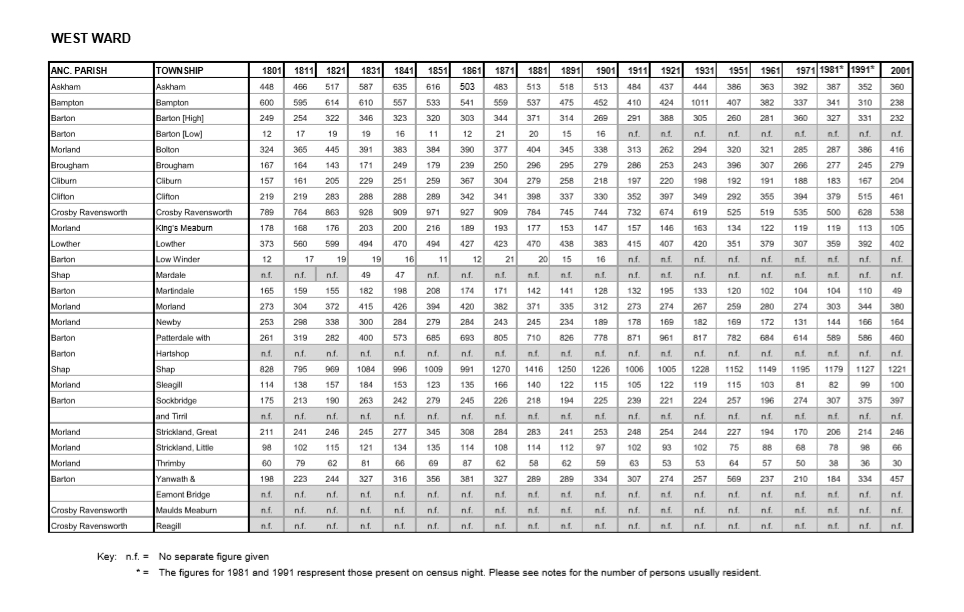 WEST WARD
ANC. PARISH TOWNSHIP 1801 1811 1821 1831 1841 1851 1861 1871 1881 1891 1901 1911 1921 1931 1951 1961 1971 1981* 1991* 2001
Askham Askham 448 466 517 587 635 616 503 483 513 518 513 484 437 444 386 363 392 387 352 360
Bampton Bampton 600 595 614 610 557 533 541 559 537 475 452 410 424 1011 407 382 337 341 310 238
Barton Barton [High] 249 254 322 346 323 320 303 344 371 314 269 291 388 305 260 281 360 327 331 232
Barton Barton [Low] 12 17 19 19 16 11 12 21 20 15 16 n.f. n.f. n.f. n.f. n.f. n.f. n.f. n.f. n.f.
Morland Bolton 324 365 445 391 383 384 390 377 404 345 338 313 262 294 320 321 285 287 386 416
Brougham Brougham 167 164 143 171 249 179 239 250 296 295 279 286 253 243 396 307 266 277 245 279
Cliburn Cliburn 157 161 205 229 251 259 367 304 279 258 218 197 220 198 192 191 188 183 167 204
Clifton Clifton 219 219 283 288 288 289 342 341 398 337 330 352 397 349 292 355 394 379 515 461
Crosby Ravensworth Crosby Ravensworth 789 764 863 928 909 971 927 909 784 745 744 732 674 619 525 519 535 500 628 538
Morland King's Meaburn 178 168 176 203 200 216 189 193 177 153 147 157 146 163 134 122 119 119 113 105
Lowther Lowther 373 560 599 494 470 494 427 423 470 438 383 415 407 420 351 379 307 359 392 402
Barton Low Winder 12 17 19 19 16 11 12 21 20 15 16 n.f. n.f. n.f. n.f. n.f. n.f. n.f. n.f. n.f.
Shap Mardale n.f. n.f. n.f. 49 47 n.f. n.f. n.f. n.f. n.f. n.f. n.f. n.f. n.f. n.f. n.f. n.f. n.f. n.f. n.f.
Barton Martindale 165 159 155 182 198 208 174 171 142 141 128 132 195 133 120 102 104 104 110 49
Morland Morland 273 304 372 415 426 394 420 382 371 335 312 273 274 267 259 280 274 303 344 380
Morland Newby 253 298 338 300 284 279 284 243 245 234 189 178 169 182 169 172 131 144 166 164
Barton Patterdale with 261 319 282 400 573 685 693 805 710 826 778 871 961 817 782 684 614 589 586 460
Barton Hartshop n.f. n.f. n.f. n.f. n.f. n.f. n.f. n.f. n.f. n.f. n.f. n.f. n.f. n.f. n.f. n.f. n.f. n.f. n.f. n.f.
Shap Shap 828 795 969 1084 996 1009 991 1270 1416 1250 1226 1006 1005 1228 1152 1149 1195 1179 1127 1221
Morland Sleagill 114 138 157 184 153 123 135 166 140 122 115 105 122 119 115 103 81 82 99 100
Barton Sockbridge 175 213 190 263 242 279 245 226 218 194 225 239 221 224 257 196 274 307 375 397
and Tirril n.f. n.f. n.f. n.f. n.f. n.f. n.f. n.f. n.f. n.f. n.f. n.f. n.f. n.f. n.f. n.f. n.f. n.f. n.f. n.f.
Morland Strickland, Great 211 241 246 245 277 345 308 284 283 241 253 248 254 244 227 194 170 206 214 246
Morland Strickland, Little 98 102 115 121 134 135 114 108 114 112 97 102 93 102 75 88 68 78 98 66
Morland Thrimby 60 79 62 81 66 69 87 62 58 62 59 63 53 53 64 57 50 38 36 30
Barton Yanwath & 198 223 244 327 316 356 381 327 289 289 334 307 274 257 569 237 210 184 334 457
Eamont Bridge n.f. n.f. n.f. n.f. n.f. n.f. n.f. n.f. n.f. n.f. n.f. n.f. n.f. n.f. n.f. n.f. n.f. n.f. n.f. n.f.
Crosby Ravensworth Maulds Meaburn n.f. n.f. n.f. n.f. n.f. n.f. n.f. n.f. n.f. n.f. n.f. n.f. n.f. n.f. n.f. n.f. n.f. n.f. n.f. n.f.
Crosby Ravensworth Reagill n.f. n.f. n.f. n.f. n.f. n.f. n.f. n.f. n.f. n.f. n.f. n.f. n.f. n.f. n.f. n.f. n.f. n.f. n.f. n.f.
Key: n.f. = No separate figure given
* = The figures for 1981 and 1991 respresent those present on census night. Please see notes for the number of persons usually resident.